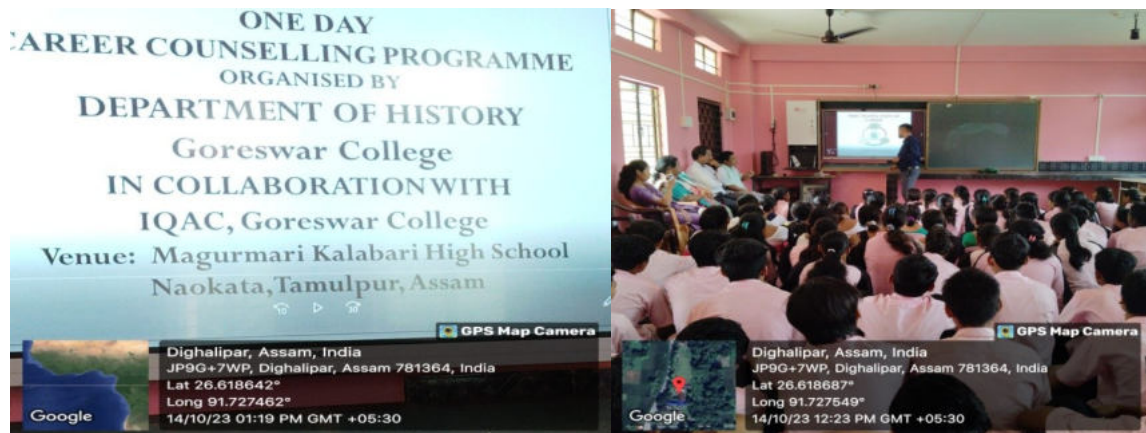 ONE DAY
CAREER COUNSELLING PROGRAMME
ORGANISED BY
DEPARTMENT OF HISTORY
Goreswar College
IN COLLABORATION WITH
IQAC, Goreswar College
Venue: Magurmari Kalabari High School
Naokata,Tamulpur, Assam
10
30
GPS Map Camera
Google
Dighalipar, Assam, India
JP9G+7WP, Dighalipar, Assam 781364, India
Lat 26.618642°
Long 91.727462°
14/10/23 01:19 PM GMT +05:30
GPS Map Camera
Google
Dighalipar, Assam, India
JP9G+7WP, Dighalipar, Assam 781364, India
Lat 26.618687°
Long 91.727549°
14/10/23 12:23 PM GMT +05:30